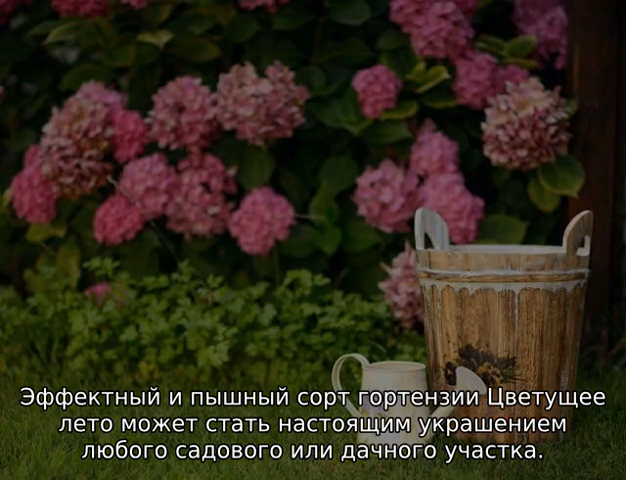 Эффектный и пышный сорт гортензии Цветущее
лето может стать настоящим украшением
любого садового или дачного участка.